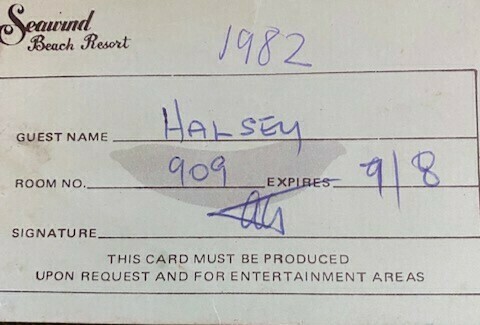 Seawind
Beach Resort
1982
GUEST NAME HALSEY
ROOM NO. 909 EXPIRES 9/8
SIGNATURE
THIS CARD MUST BE PRODUCED
UPON REQUEST AND FOR ENTERTAINMENT AREAS